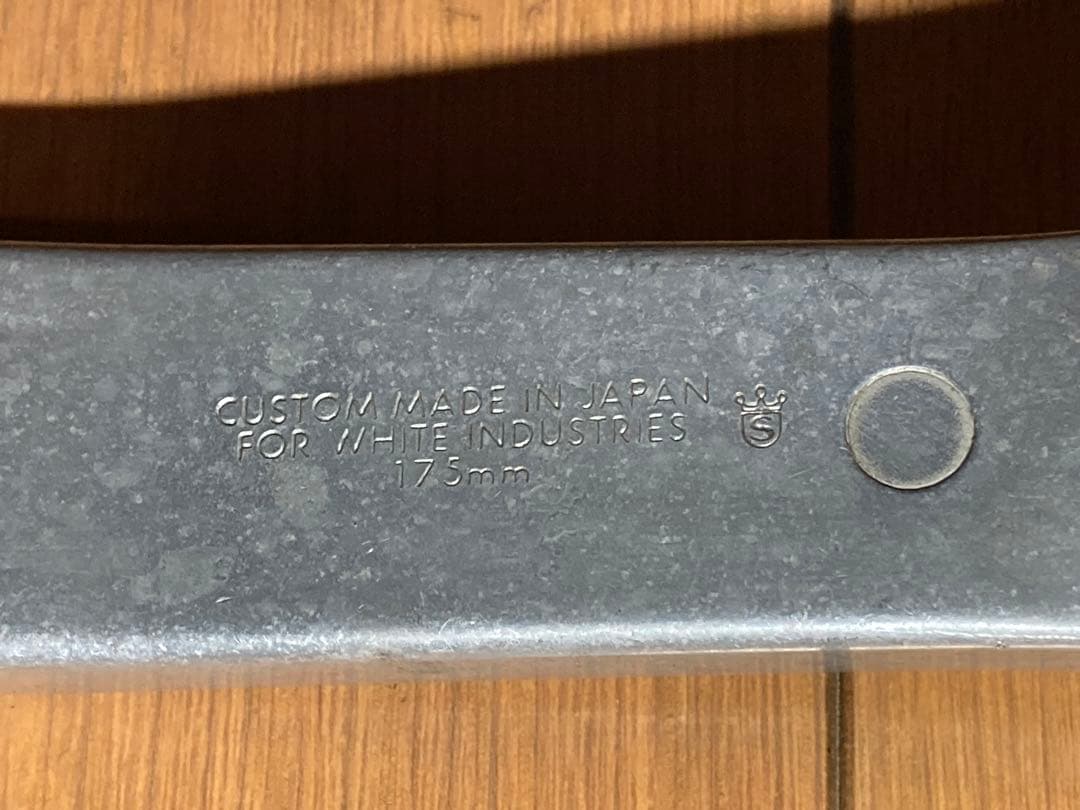 CUSTOM MADE IN JAPAN
FOR WHITE INDUSTRIES
175mm
S